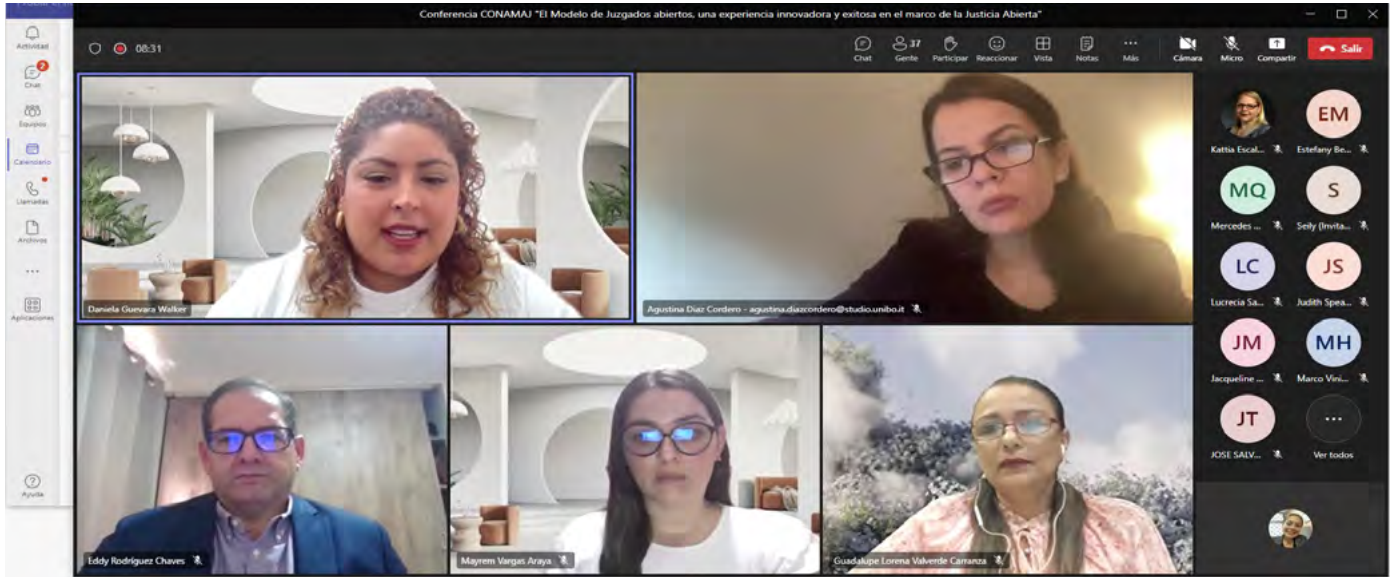 Conferencia CONAMAJ "El Modelo de Juzgados abiertos, una experiencia innovadora y exitosa en el marco de la Justicia Abierta"
08:31
Chat
37
Gente
Participar
Reaccionar
Vista
Notas
Más
Cámara
Micro
Compartir
Salir
Actividad
2
Chat
Equipos
Calendario
Llamadas
Archivos
Aplicaciones
Ayuda
Daniela Guevara Walker
Agustina Diaz Cordero - agustina.diazcordero@studio.unibo.it
Eddy Rodríguez Chaves
Mayrem Vargas Araya
Guadalupe Lorena Valverde Carranza
Kattia Escal...
EM
Estefany Be...
MQ
Mercedes ...
S
Seily (Invita...
LC
Lucrecia Sa...
JS
Judith Spea...
JM
Jacqueline ...
MH
Marco Vini...
JT
JOSE SALV...
Ver todos